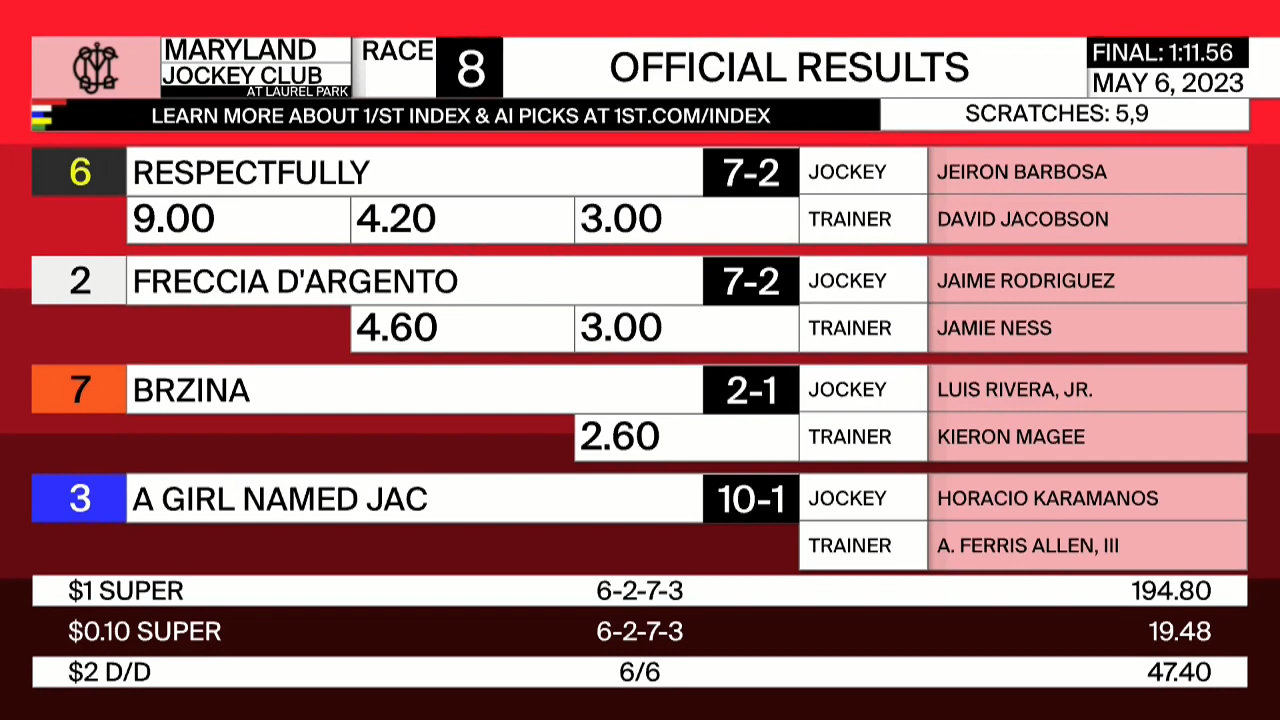 MARYLAND
JOCKEY CLUB
AT LAUREL PARK
RACE 8
OFFICIAL RESULTS
FINAL: 1:11.56
MAY 6, 2023
LEARN MORE ABOUT 1/ST INDEX & AI PICKS AT 1ST.COM/INDEX
SCRATCHES: 5,9
6 RESPECTFULLY 7-2 JOCKEY JEIRON BARBOSA
9.00 4.20 3.00 TRAINER DAVID JACOBSON
2 FRECCIA D'ARGENTO 7-2 JOCKEY JAIME RODRIGUEZ
4.60 3.00 TRAINER JAMIE NESS
7 BRZINA 2-1 JOCKEY LUIS RIVERA, JR.
2.60 TRAINER KIERON MAGEE
3 A GIRL NAMED JAC 10-1 JOCKEY HORACIO KARAMANOS
TRAINER A. FERRIS ALLEN, III
$1 SUPER 6-2-7-3 194.80
$0.10 SUPER 6-2-7-3 19.48
$2 D/D 6/6 47.40